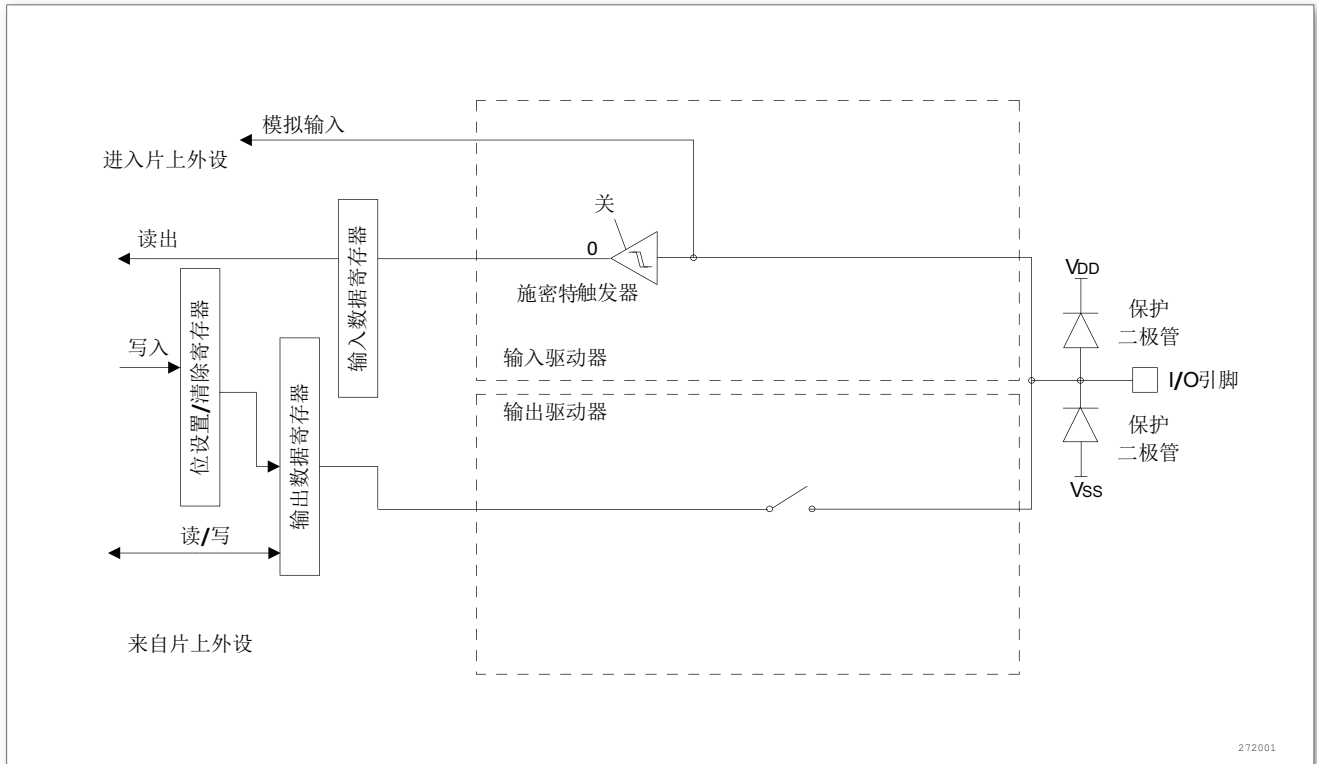 模拟输入
进入片上外设
关
读出
0
输入数据寄存器
施密特触发器
VDD
保护
二极管
位设置/清除寄存器
写入
输入驱动器
I/O引脚
输出数据寄存器
输出驱动器
保护
二极管
VSS
读/写
来自片上外设
272001